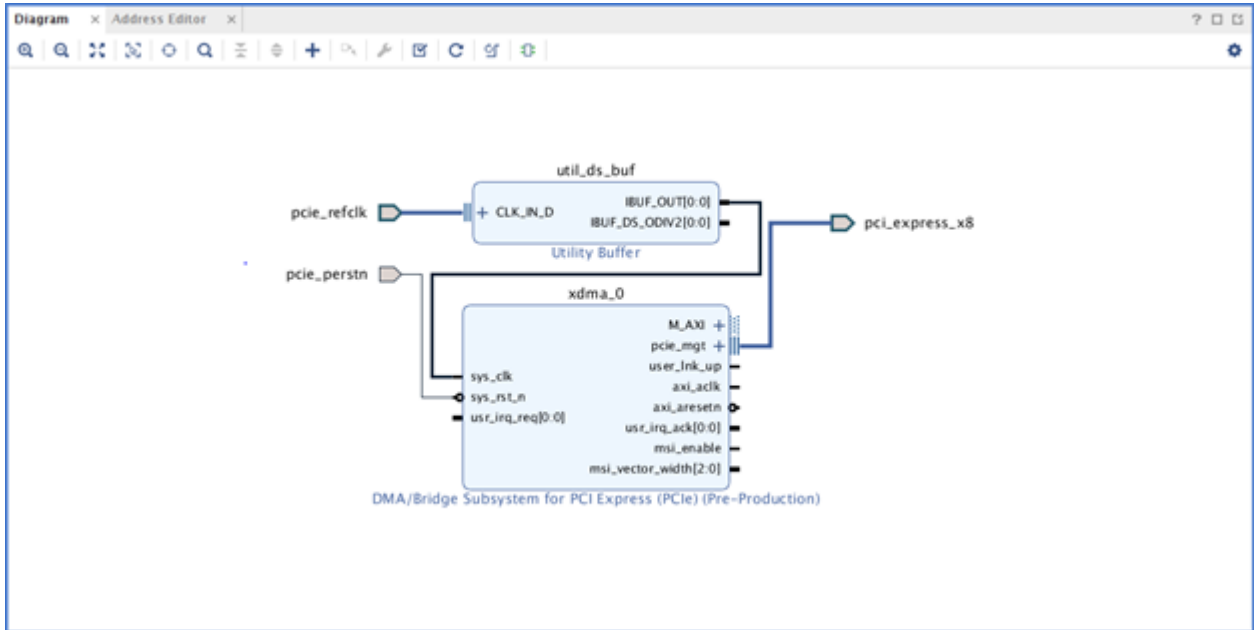 Diagram × Address Editor ×
?
util_ds_buf
pcie_refclk
CLK_IN_D
IBUF_OUT[0:0]
IBUF_DS_ODIV2[0:0]
pci_express_x8
Utility Buffer
pcie_perstn
xdma_0
M_AXI
pcie_mgt
user_lnk_up
sys_clk
axi_aclk
sys_rst_n
axi_aresetn
usr_irq_req[0:0]
usr_irq_ack[0:0]
msi_enable
msi_vector_width[2:0]
DMA/Bridge Subsystem for PCI Express (PCIe) (Pre-Production)